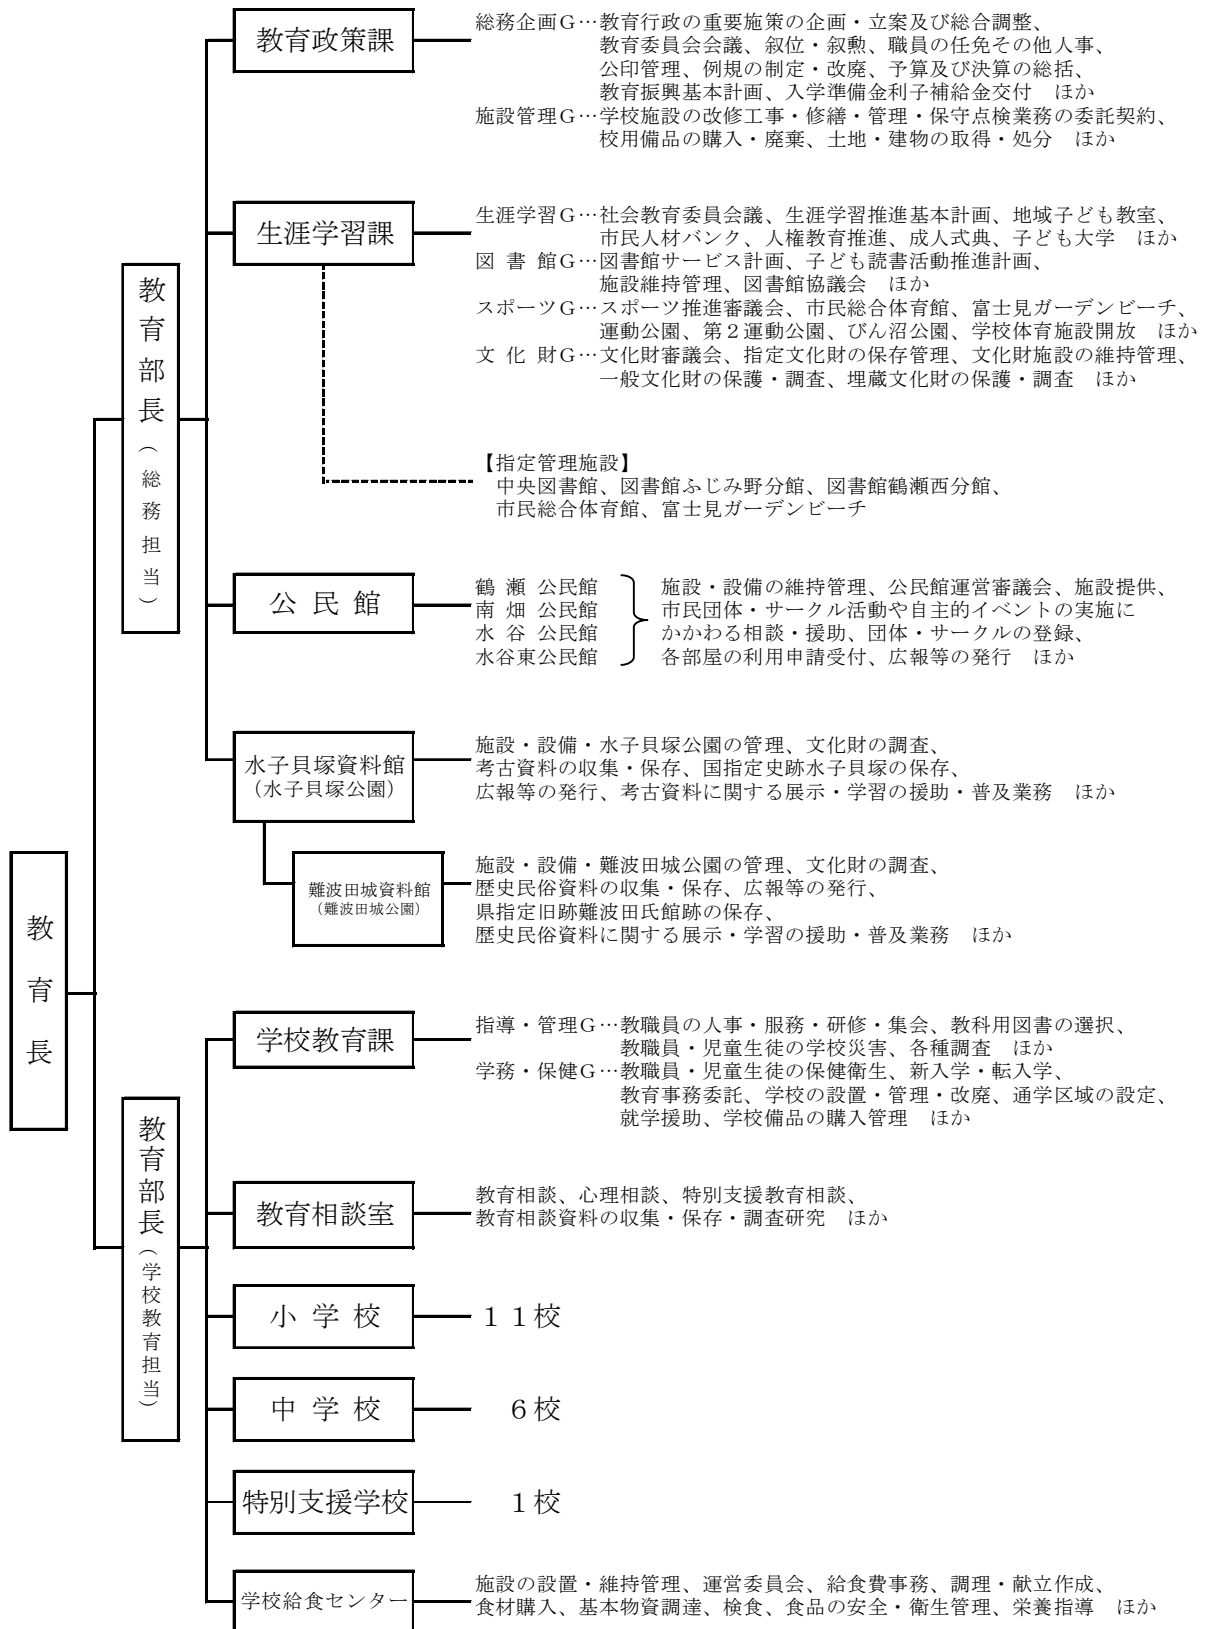 教育長
教育部長（総務担当）
教育政策課
総務企画Ｇ…教育行政の重要施策の企画・立案及び総合調整、
教育委員会会議、叙位・叙勲、職員の任免その他人事、
公印管理、例規の制定・改廃、予算及び決算の総括、
教育振興基本計画、入学準備金利子補給金交付　ほか
施設管理Ｇ…学校施設の改修工事・修繕・管理・保守点検業務の委託契約、
校用備品の購入・廃棄、土地・建物の取得・処分　ほか
生涯学習課
生涯学習Ｇ…社会教育委員会議、生涯学習推進基本計画、地域子ども教室、
市民人材バンク、人権教育推進、成人式典、子ども大学　ほか
図 書 館Ｇ…図書館サービス計画、子ども読書活動推進計画、
施設維持管理、図書館協議会　ほか
スポーツＧ…スポーツ推進審議会、市民総合体育館、富士見ガーデンビーチ、
運動公園、第２運動公園、びん沼公園、学校体育施設開放　ほか
文 化 財Ｇ…文化財審議会、指定文化財の保存管理、文化財施設の維持管理、
一般文化財の保護・調査、埋蔵文化財の保護・調査　ほか
【指定管理施設】
中央図書館、図書館ふじみ野分館、図書館鶴瀬西分館、
市民総合体育館、富士見ガーデンビーチ
公 民 館
鶴 瀬 公民館
南 畑 公民館
水 谷 公民館
水谷東公民館
施設・設備の維持管理、公民館運営審議会、施設提供、
市民団体・サークル活動や自主的イベントの実施に
かかわる相談・援助、団体・サークルの登録、
各部屋の利用申請受付、広報等の発行　ほか
水子貝塚資料館
（水子貝塚公園）
施設・設備・水子貝塚公園の管理、文化財の調査、
考古資料の収集・保存、国指定史跡水子貝塚の保存、
広報等の発行、考古資料に関する展示・学習の援助・普及業務　ほか
難波田城資料館
（難波田城公園）
施設・設備・難波田城公園の管理、文化財の調査、
歴史民俗資料の収集・保存、広報等の発行、
県指定旧跡難波田氏館跡の保存、
歴史民俗資料に関する展示・学習の援助・普及業務　ほか
教育部長（学校教育担当）
学校教育課
指導・管理Ｇ…教職員の人事・服務・研修・集会、教科用図書の選択、
教職員・児童生徒の学校災害、各種調査　ほか
学務・保健Ｇ…教職員・児童生徒の保健衛生、新入学・転入学、
教育事務委託、学校の設置・管理・改廃、通学区域の設定、
就学援助、学校備品の購入管理　ほか
教育相談室
教育相談、心理相談、特別支援教育相談、
教育相談資料の収集・保存・調査研究　ほか
小 学 校
１１校
中 学 校
６校
特別支援学校
１校
学校給食センター
施設の設置・維持管理、運営委員会、給食費事務、調理・献立作成、
食材購入、基本物資調達、検食、食品の安全・衛生管理、栄養指導　ほか